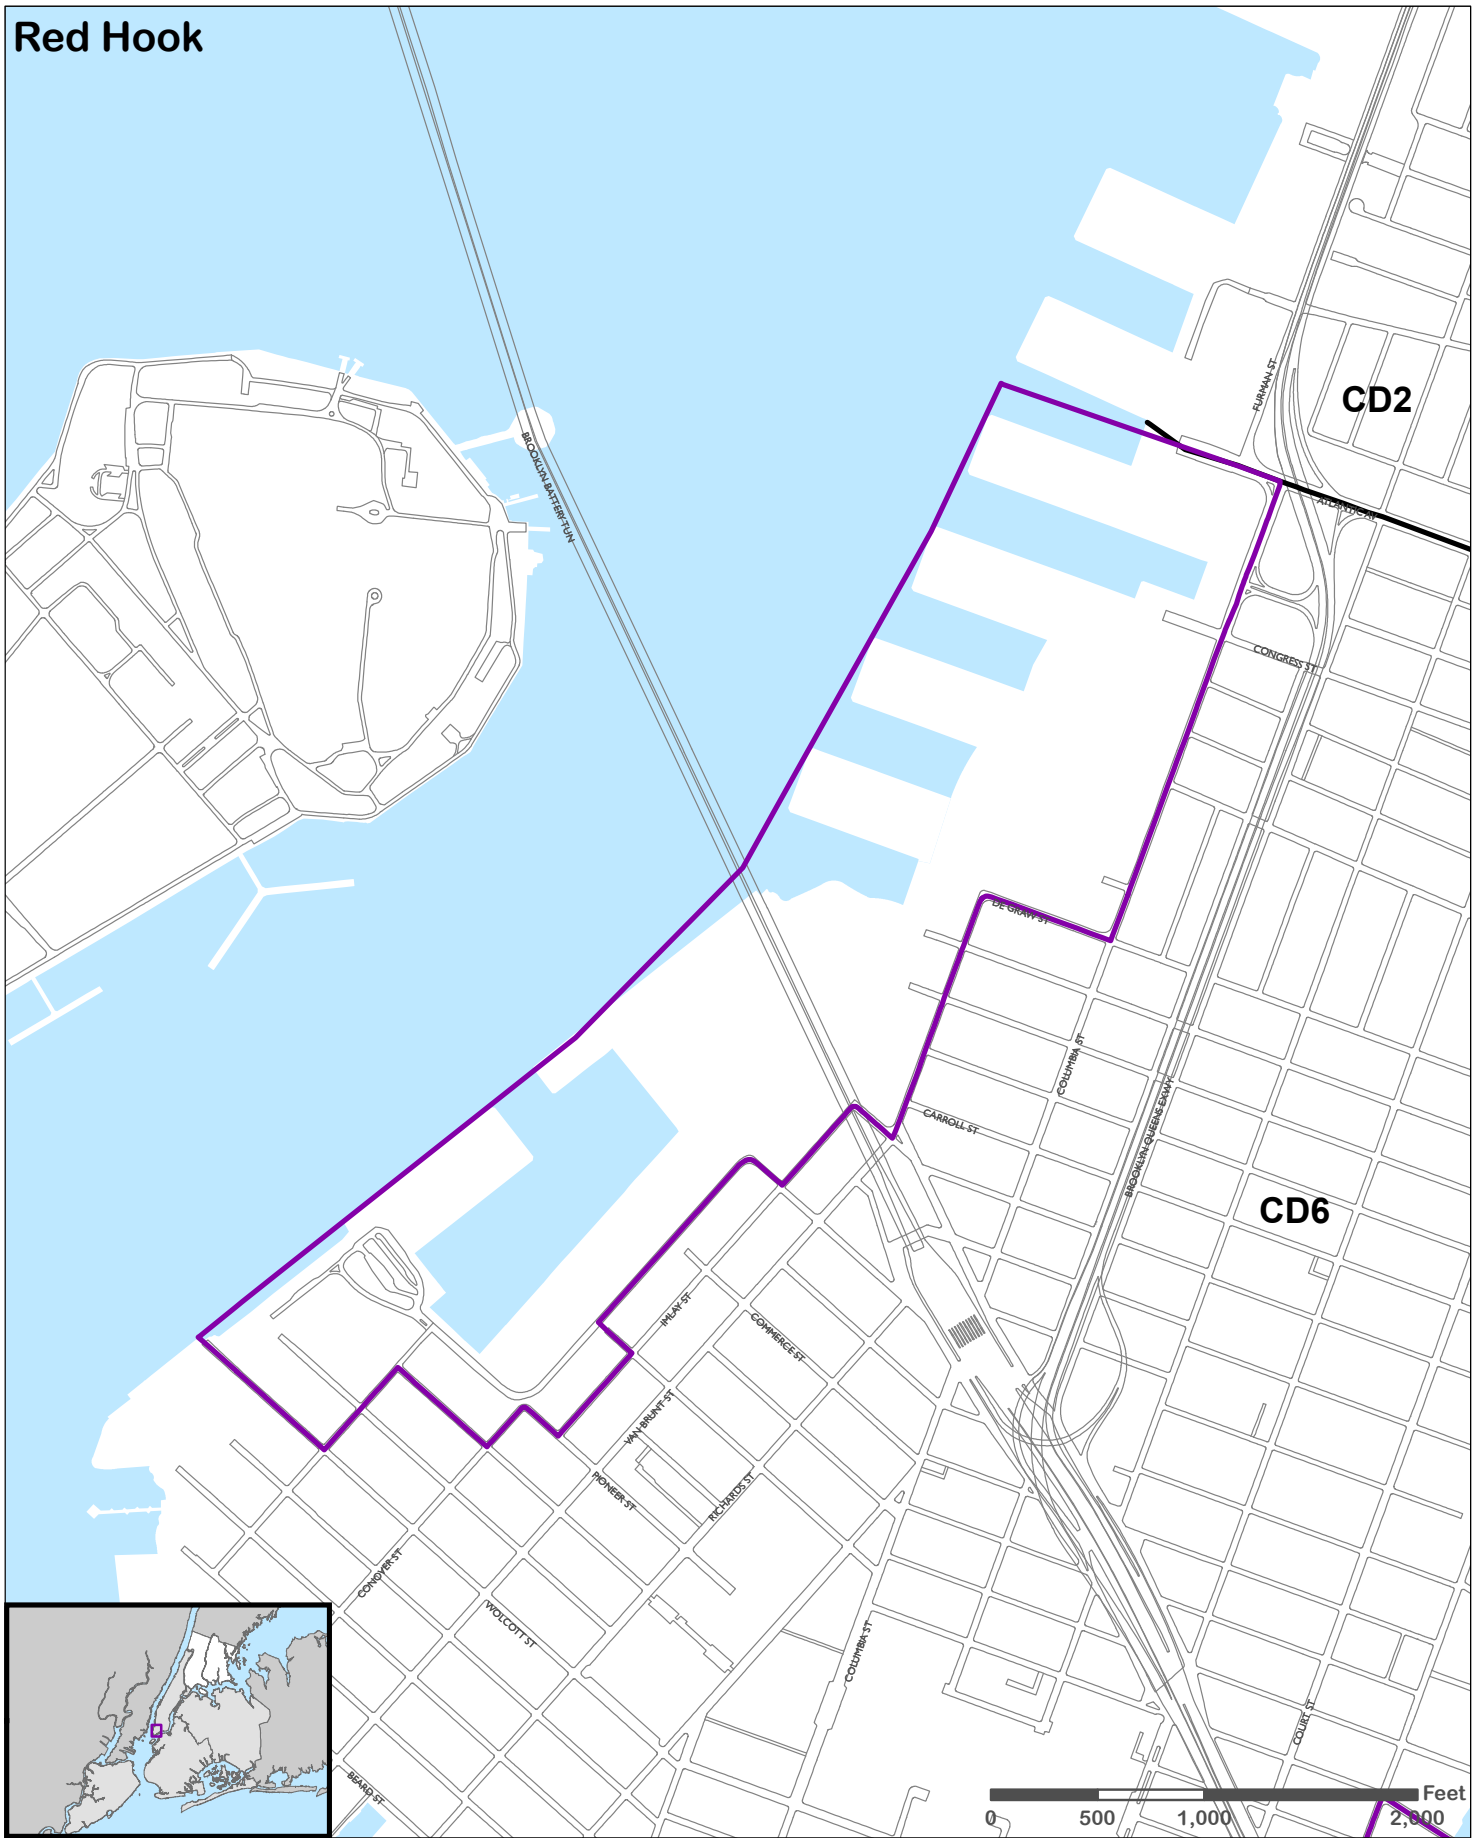 Red Hook
FURMAN ST
CD2
BROOKLYN BATTERY TUN
ATLANTIC AV
CONGRESS ST
DE GRAW ST
COLUMBIA ST
CARROLL ST
BROOKLYN QUEENS EXWY
CD6
IMLAY ST
COMMERCE ST
VAN BRUNT ST
PIONEER ST
RICHARDS ST
CONOVER ST
WOLCOTT ST
COLUMBIA ST
COURT ST
BEARD ST
Feet
0 500 1,000 2,000